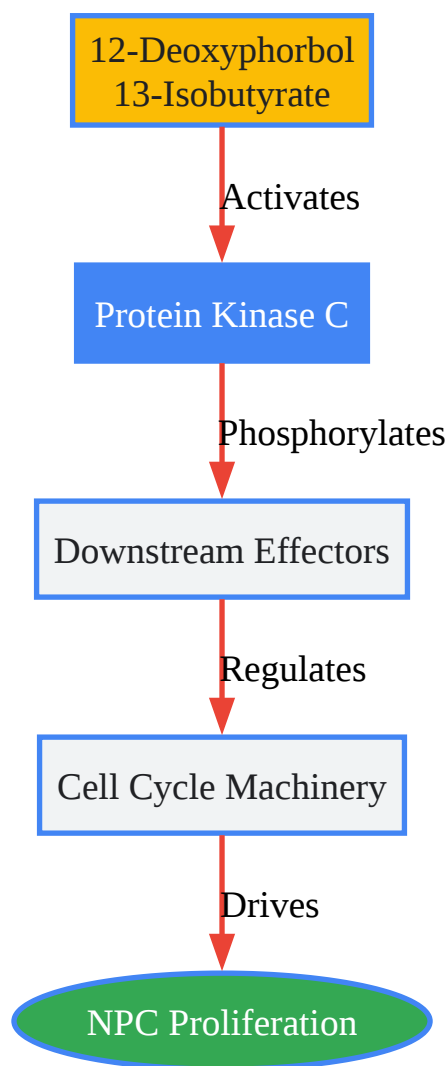 12-Deoxyphorbol
13-Isobutyrate
Activates
Protein Kinase C
Phosphorylates
Downstream Effectors
Regulates
Cell Cycle Machinery
Drives
NPC Proliferation